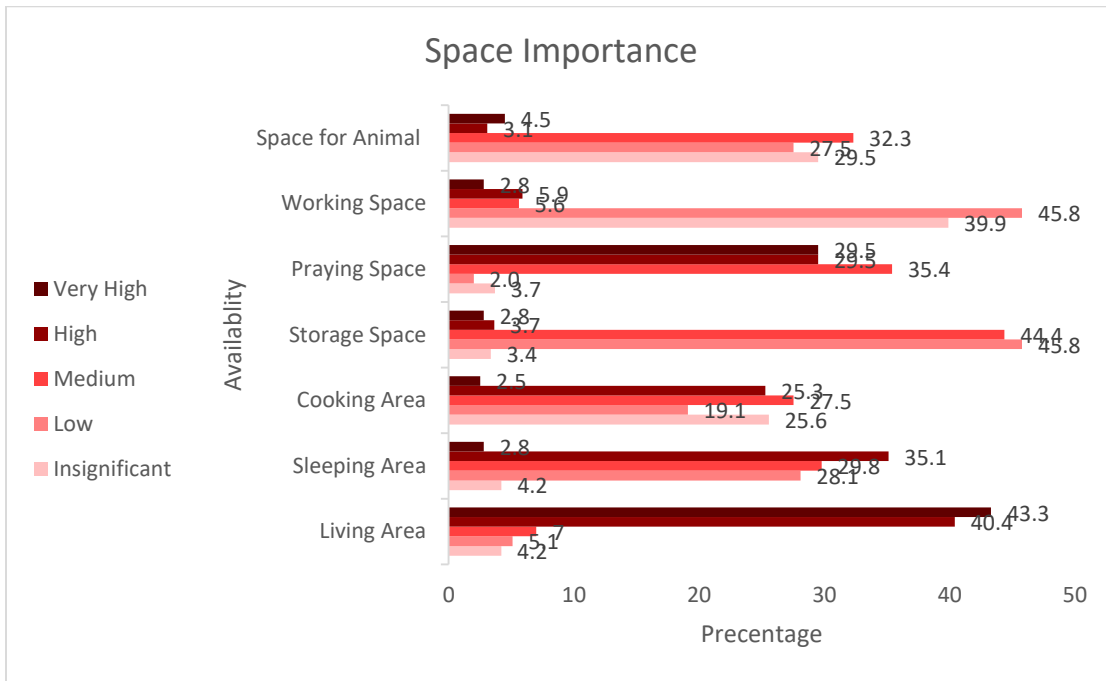 Space Importance
Space for Animal
4.5
3.1
32.3
27.5
29.5
Working Space
2.8
5.9
5.6
45.8
39.9
Praying Space
29.5
29.5
35.4
2.0
3.7
Storage Space
2.8
3.7
44.4
45.8
3.4
Cooking Area
2.5
25.3
27.5
19.1
25.6
Sleeping Area
2.8
35.1
29.8
28.1
4.2
Living Area
43.3
40.4
7
5.1
4.2
Very High
High
Medium
Low
Insignificant
Availablity
0 10 20 30 40 50
Precentage